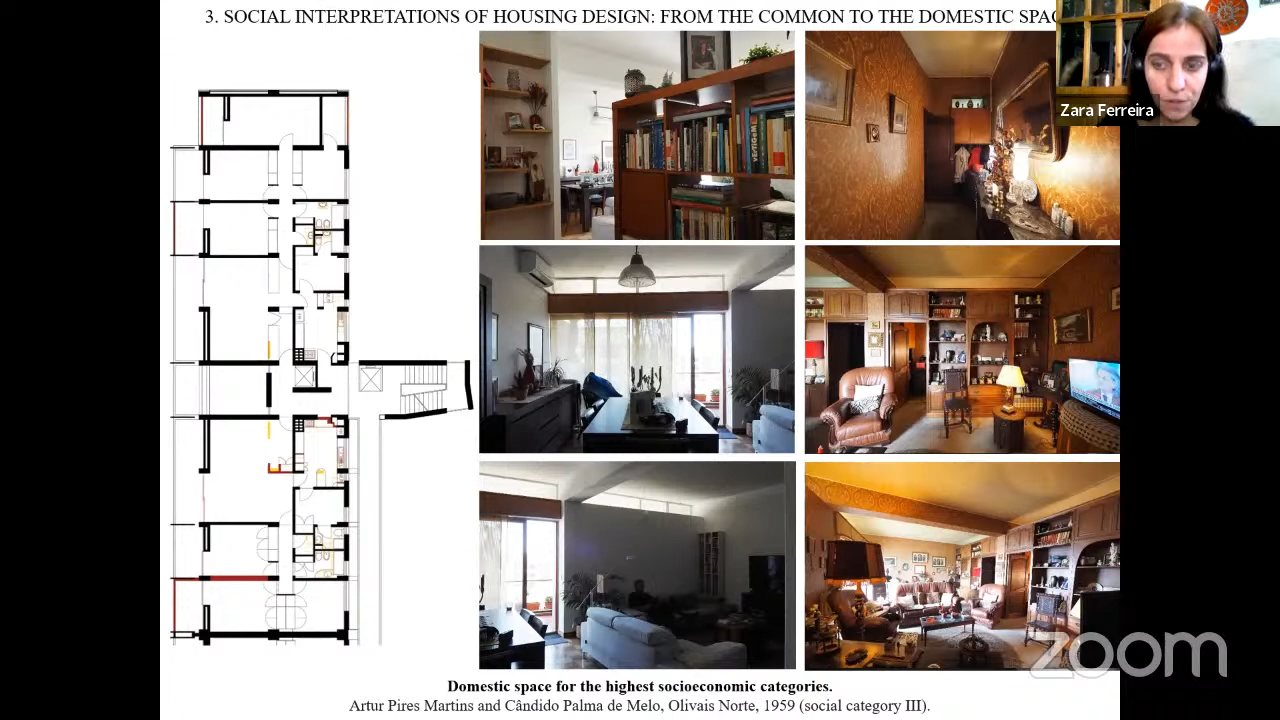 3. SOCIAL INTERPRETATIONS OF HOUSING DESIGN: FROM THE COMMON TO THE DOMESTIC
Zara Ferreira
VERTIGEM
zoom
Domestic space for the highest socioeconomic categories.
Artur Pires Martins and Cândido Palma de Melo, Olivais Norte, 1959 (social category III).